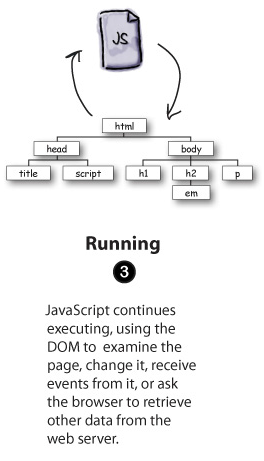 JS
html
head body
title script h1 h2 p
em
Running
3
JavaScript continues
executing, using the
DOM to examine the
page, change it, receive
events from it, or ask
the browser to retrieve
other data from the
web server.